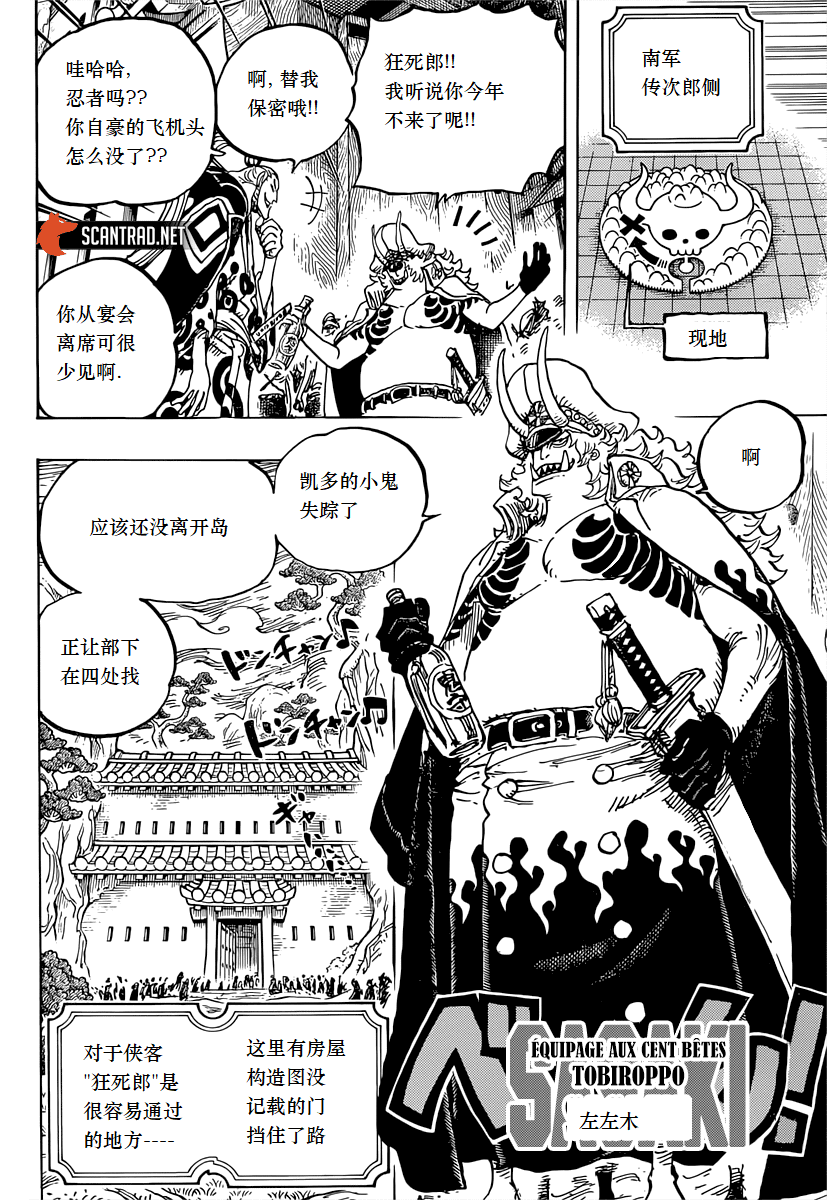 南军
传次郎侧
现地
狂死郎!!
我听说你今年
不来了呢!!
啊, 替我
保密哦!!
哇哈哈,
忍者吗??
你自豪的飞机头
怎么没了??
SCANTRAD.NET
你从宴会
离席可很
少见啊.
啊
凯多的小鬼
失踪了
应该还没离开岛
正让部下
在四处找
ドンチャン♪
ドンチャン♫
这里有房屋
构造图没
记载的门
挡住了路
对于侠客
"狂死郎"是
很容易通过
的地方----
SASAKI
ÉQUIPAGE AUX CENT BÊTES
TOBIROPPO
左左木